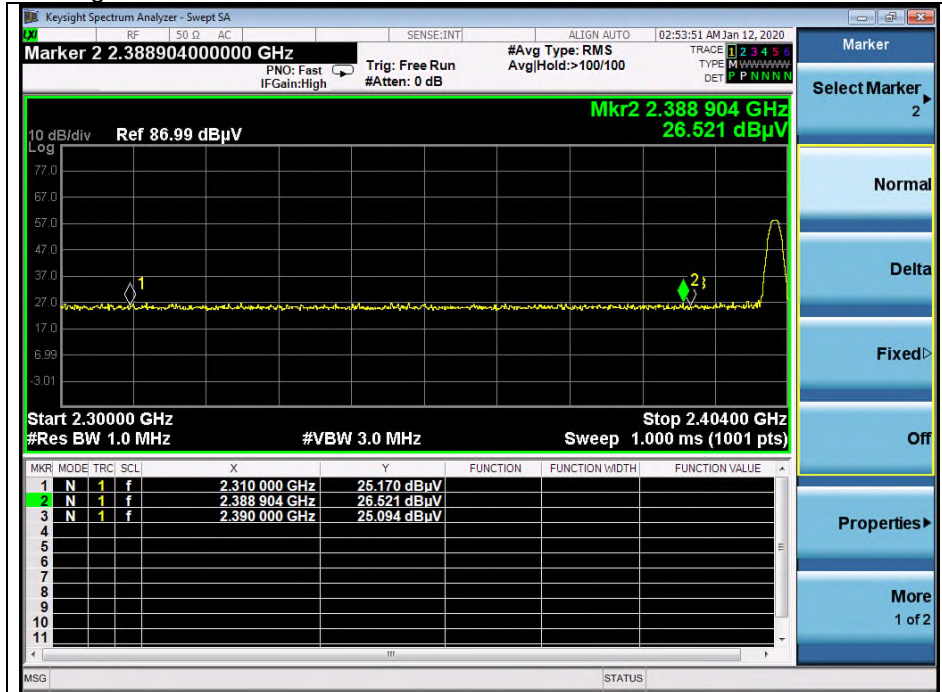 Keysight Spectrum Analyzer - Swept SA
LXI RF 50 Ω AC SENSE:INT ALIGN AUTO 02:53:51 AM Jan 12, 2020
Marker 2 2.388904000000 GHz
PNO: Fast
IFGain:High
Trig: Free Run
#Atten: 0 dB
#Avg Type: RMS
Avg|Hold:>100/100
TRACE 1 2 3 4 5 6
TYPE M W W W W W
DET P P N N N N
Mkr2 2.388 904 GHz
26.521 dBµV
10 dB/div Ref 86.99 dBµV
Log
77.0
67.0
57.0
47.0
37.0
27.0
17.0
6.99
-3.01
1
2
Start 2.30000 GHz Stop 2.40400 GHz
#Res BW 1.0 MHz #VBW 3.0 MHz Sweep 1.000 ms (1001 pts)
MKR MODE TRC SCL X Y FUNCTION FUNCTION WIDTH FUNCTION VALUE
1 N 1 f 2.310 000 GHz 25.170 dBµV
2 N 1 f 2.388 904 GHz 26.521 dBµV
3 N 1 f 2.390 000 GHz 25.094 dBµV
4
5
6
7
8
9
10
11
MSG STATUS
Marker
Select Marker
2
Normal
Delta
Fixed
Off
Properties
More
1 of 2